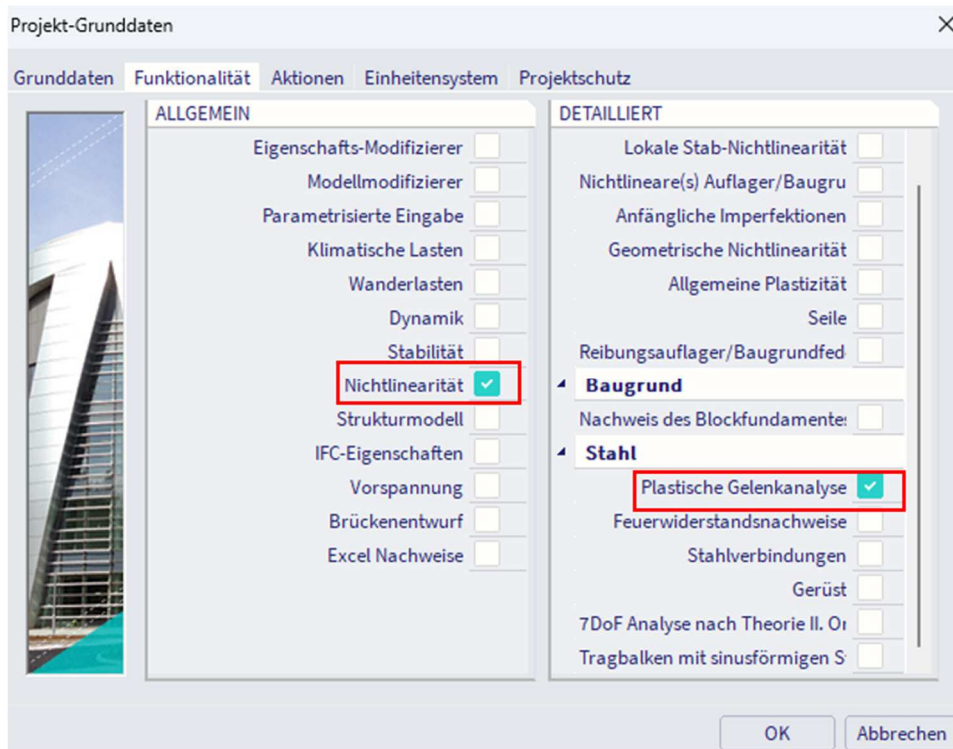 Projekt-Grunddaten
Grunddaten Funktionalität Aktionen Einheitensystem Projektschutz
ALLGEMEIN
Eigenschafts-Modifizierer
Modellmodifizierer
Parametrisierte Eingabe
Klimatische Lasten
Wanderlasten
Dynamik
Stabilität
Nichtlinearität
Strukturmodell
IFC-Eigenschaften
Vorspannung
Brückenentwurf
Excel Nachweise
DETAILLIERT
Lokale Stab-Nichtlinearität
Nichtlineare(s) Auflager/Baugru
Anfängliche Imperfektionen
Geometrische Nichtlinearität
Allgemeine Plastizität
Seile
Reibungsauflager/Baugrundfed
Baugrund
Nachweis des Blockfundamente
Stahl
Plastische Gelenkanalyse
Feuerwiderstandsnachweise
Stahlverbindungen
Gerüst
7DoF Analyse nach Theorie II. Or
Tragbalken mit sinusförmigen S
OK Abbrechen